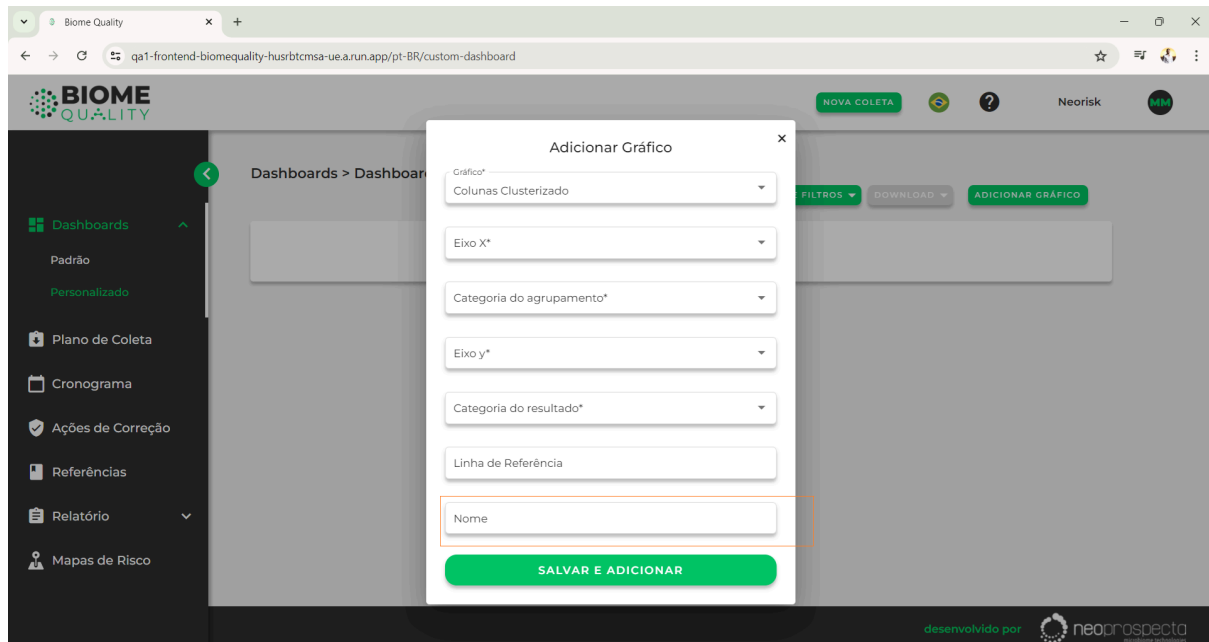 Biome Quality
qa1-frontend-biomequality-husrbtcmsa-ue.a.run.app/pt-BR/custom-dashboard
BIOME
QUALITY
NOVA COLETA
Neorisk
MM
Adicionar Gráfico
Dashboards > Dashboar
Gráfico*
Colunas Clusterizado
FILTROS
DOWNLOAD
ADICIONAR GRÁFICO
Dashboards
Eixo X*
Padrão
Personalizado
Categoria do agrupamento*
Plano de Coleta
Eixo y*
Cronograma
Categoria do resultado*
Ações de Correção
Linha de Referência
Referências
Nome
Relatório
Mapas de Risco
SALVAR E ADICIONAR
desenvolvido por
neoprospecta
microbiome technologies